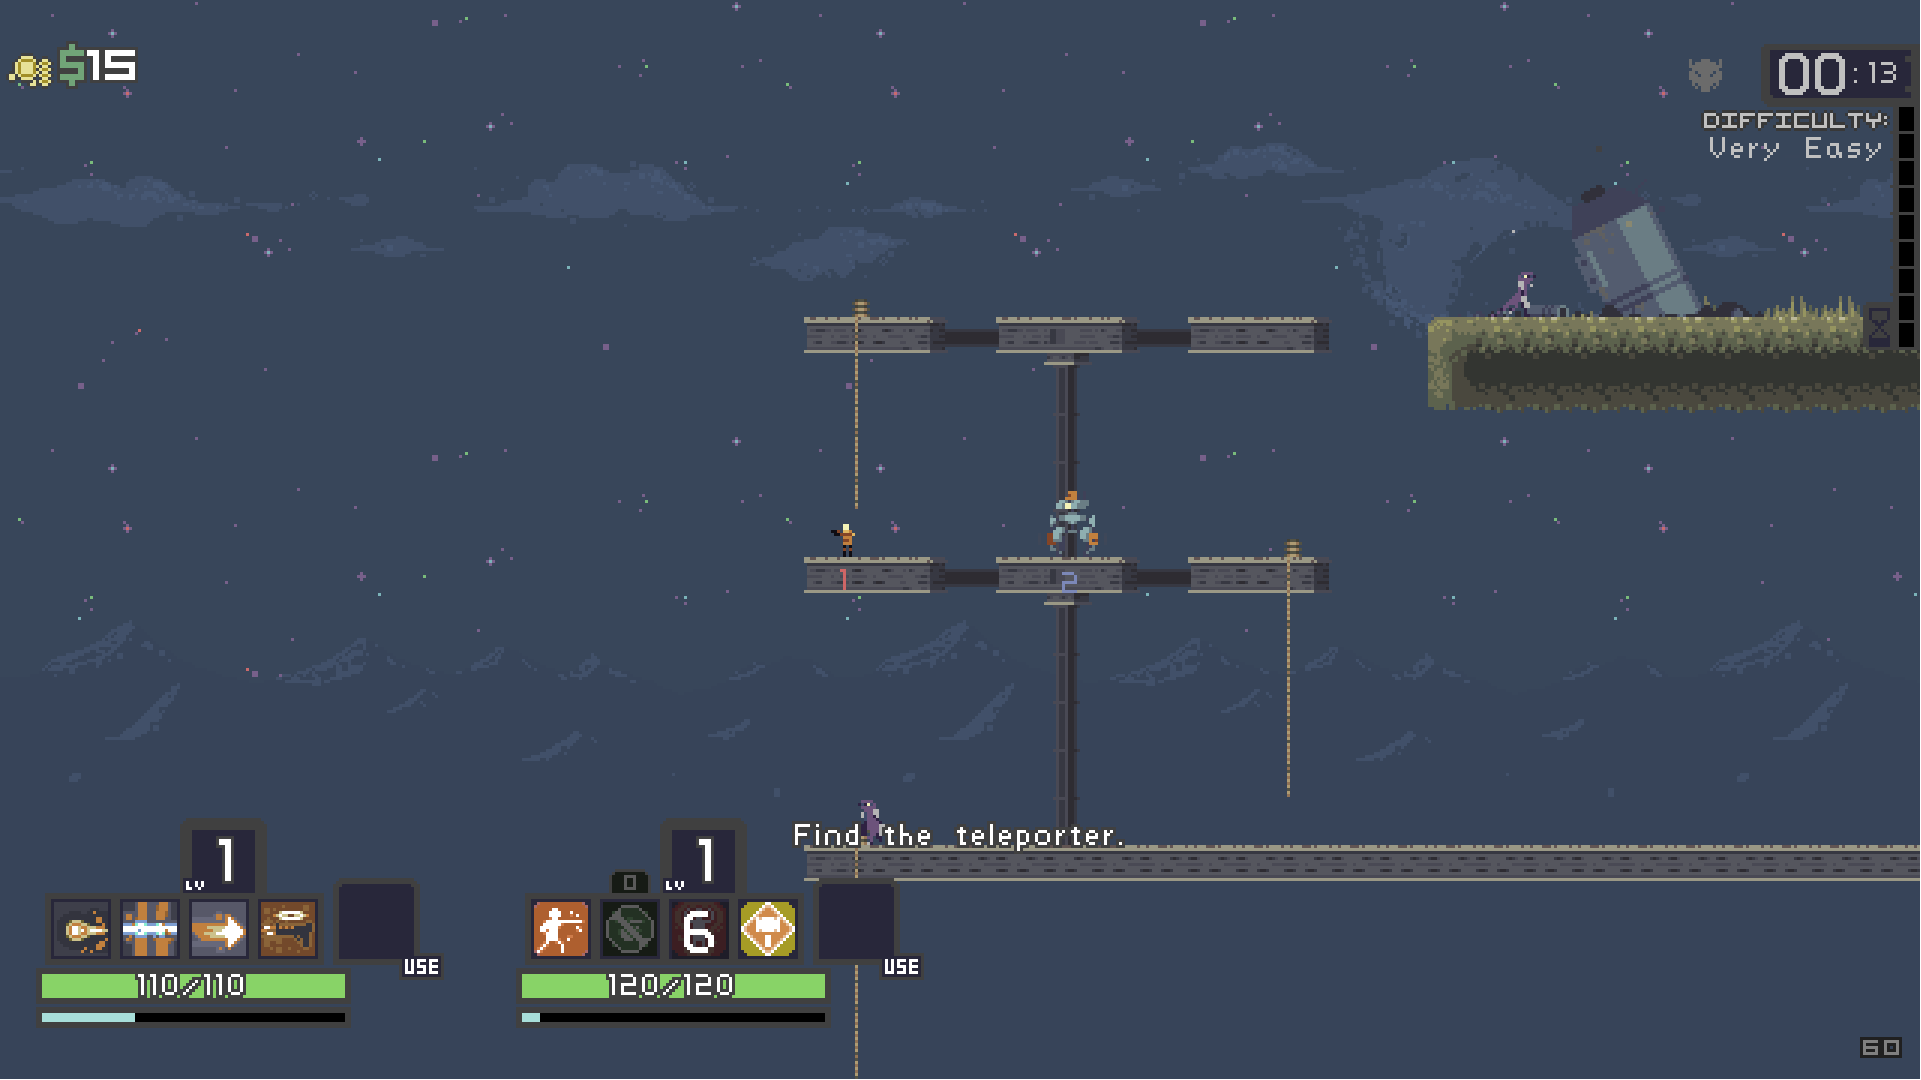 $15
00:13
DIFFICULTY:
Very Easy
1
2
Find the teleporter.
1
LV
USE
110/110
0
1
LV
6
USE
120/120
60